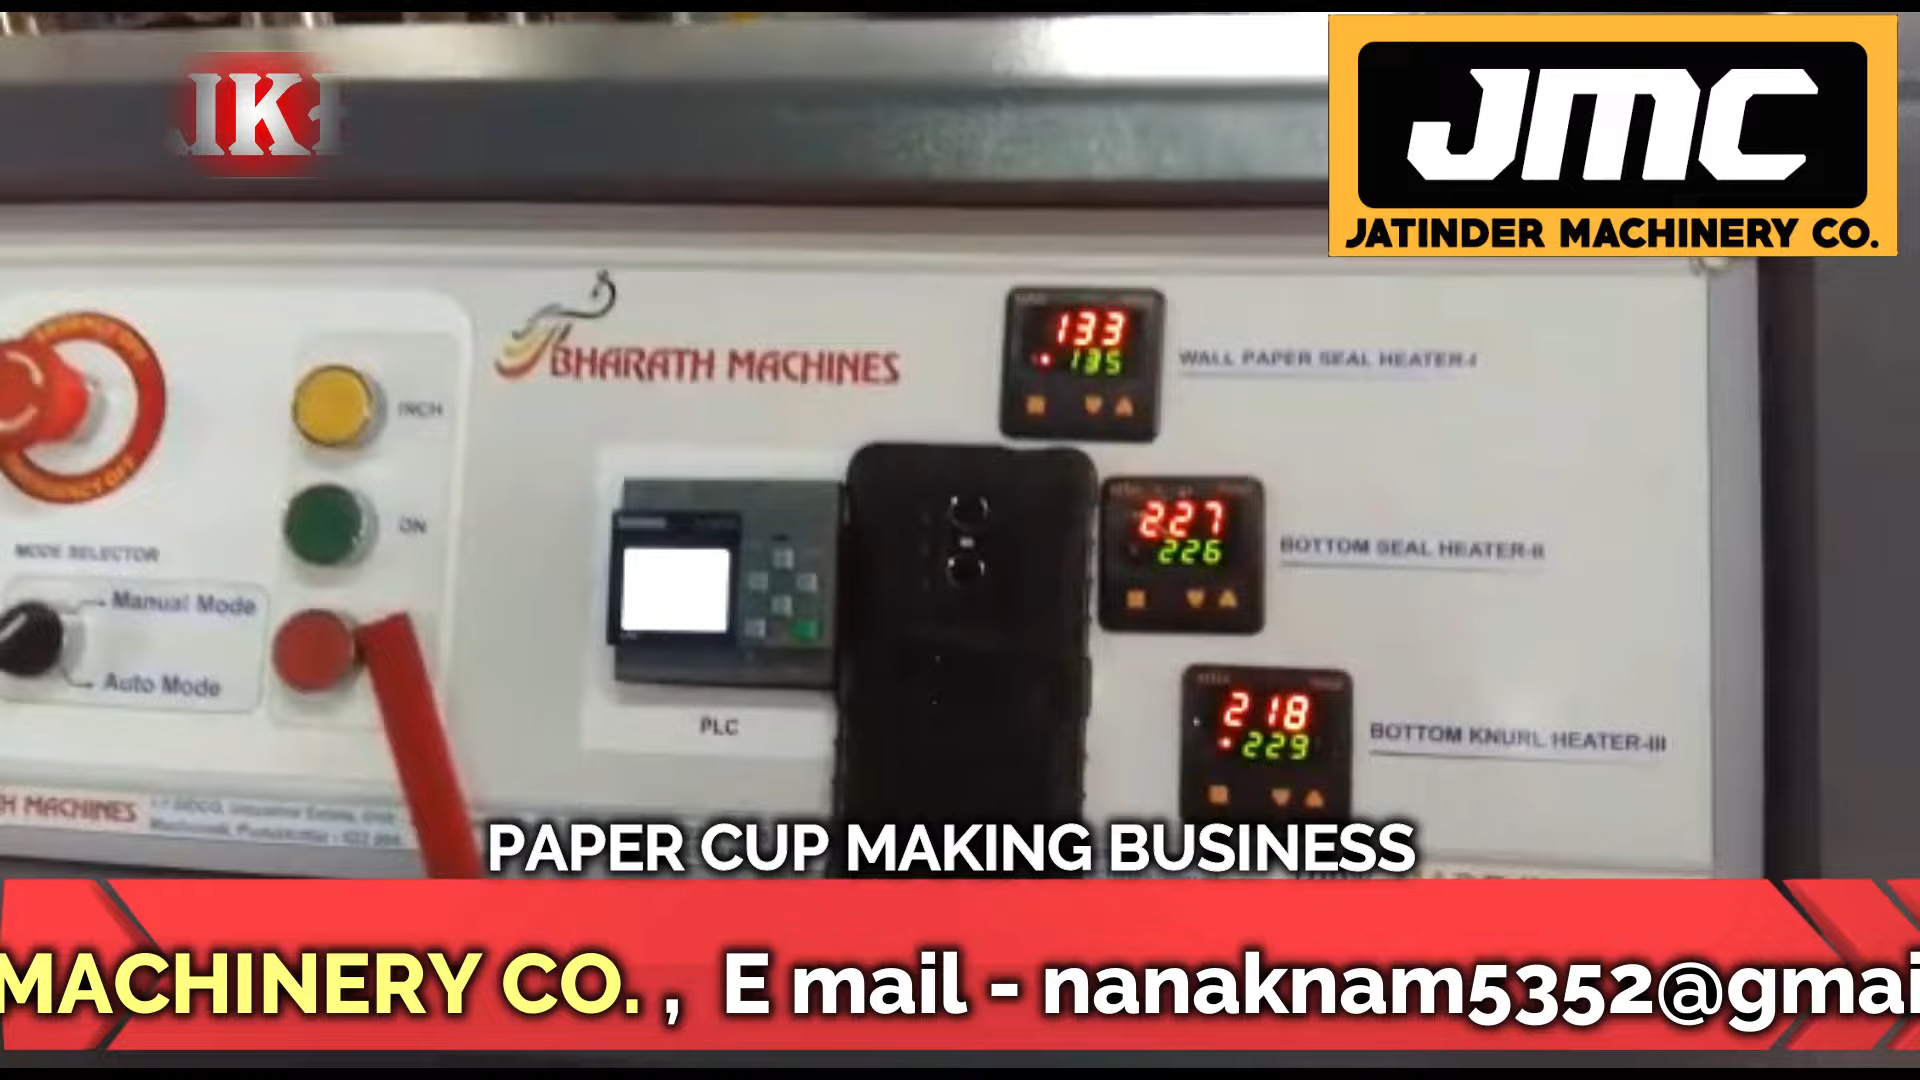 JK
JMC
JATINDER MACHINERY CO.
BHARATH MACHINES
133
135
WALL PAPER SEAL HEATER-I
INCH
ON
227
226
BOTTOM SEAL HEATER-II
MODE SELECTOR
Manual Mode
Auto Mode
PLC
218
229
BOTTOM KNURL HEATER-III
H MACHINES
PAPER CUP MAKING BUSINESS
MACHINERY CO. , E mail - nanaknam5352@gmai